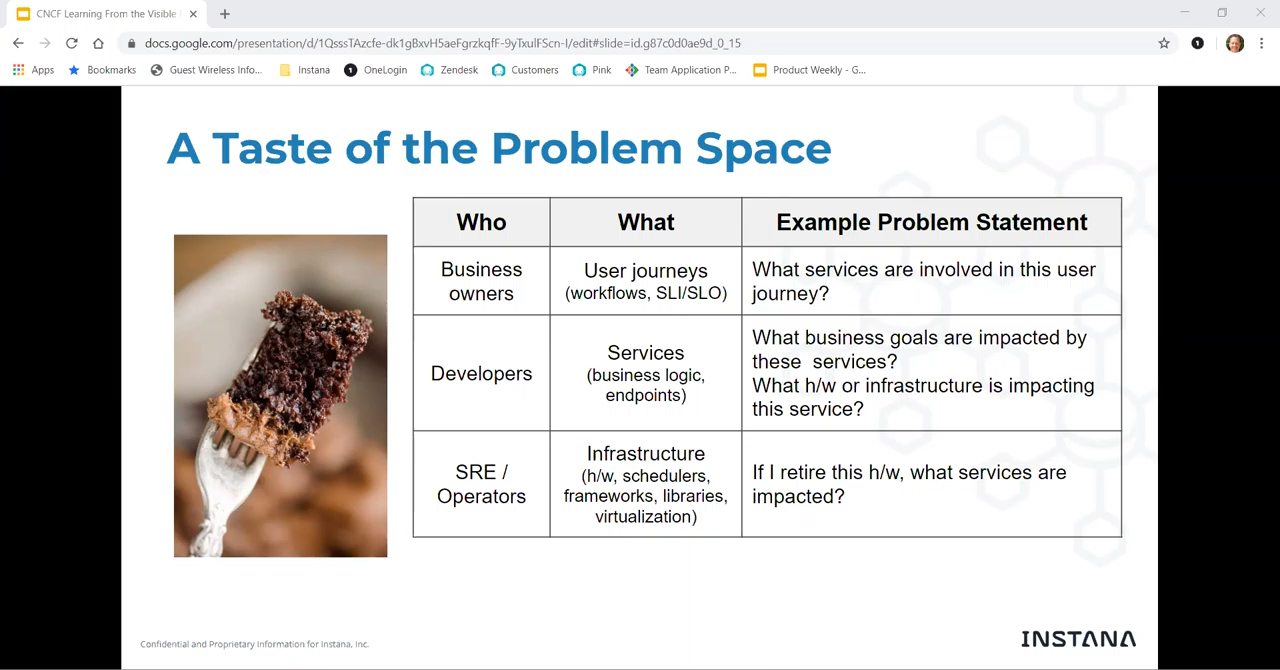 CNCF Learning From the Visible
docs.google.com/presentation/d/1QsssTAzcfe-dk1gBxvH5aeFgrzkqfF-9yTxulFScn-I/edit#slide=id.g87c0d0ae9d_0_15
Apps Bookmarks Guest Wireless Info... Instana OneLogin Zendesk Customers Pink Team Application P... Product Weekly - G...
A Taste of the Problem Space
Who What Example Problem Statement
Business
owners
User journeys
(workflows, SLI/SLO)
What services are involved in this user
journey?
Developers
Services
(business logic,
endpoints)
What business goals are impacted by
these services?
What h/w or infrastructure is impacting
this service?
SRE /
Operators
Infrastructure
(h/w, schedulers,
frameworks, libraries,
virtualization)
If I retire this h/w, what services are
impacted?
Confidential and Proprietary Information for Instana, Inc.
INSTANA